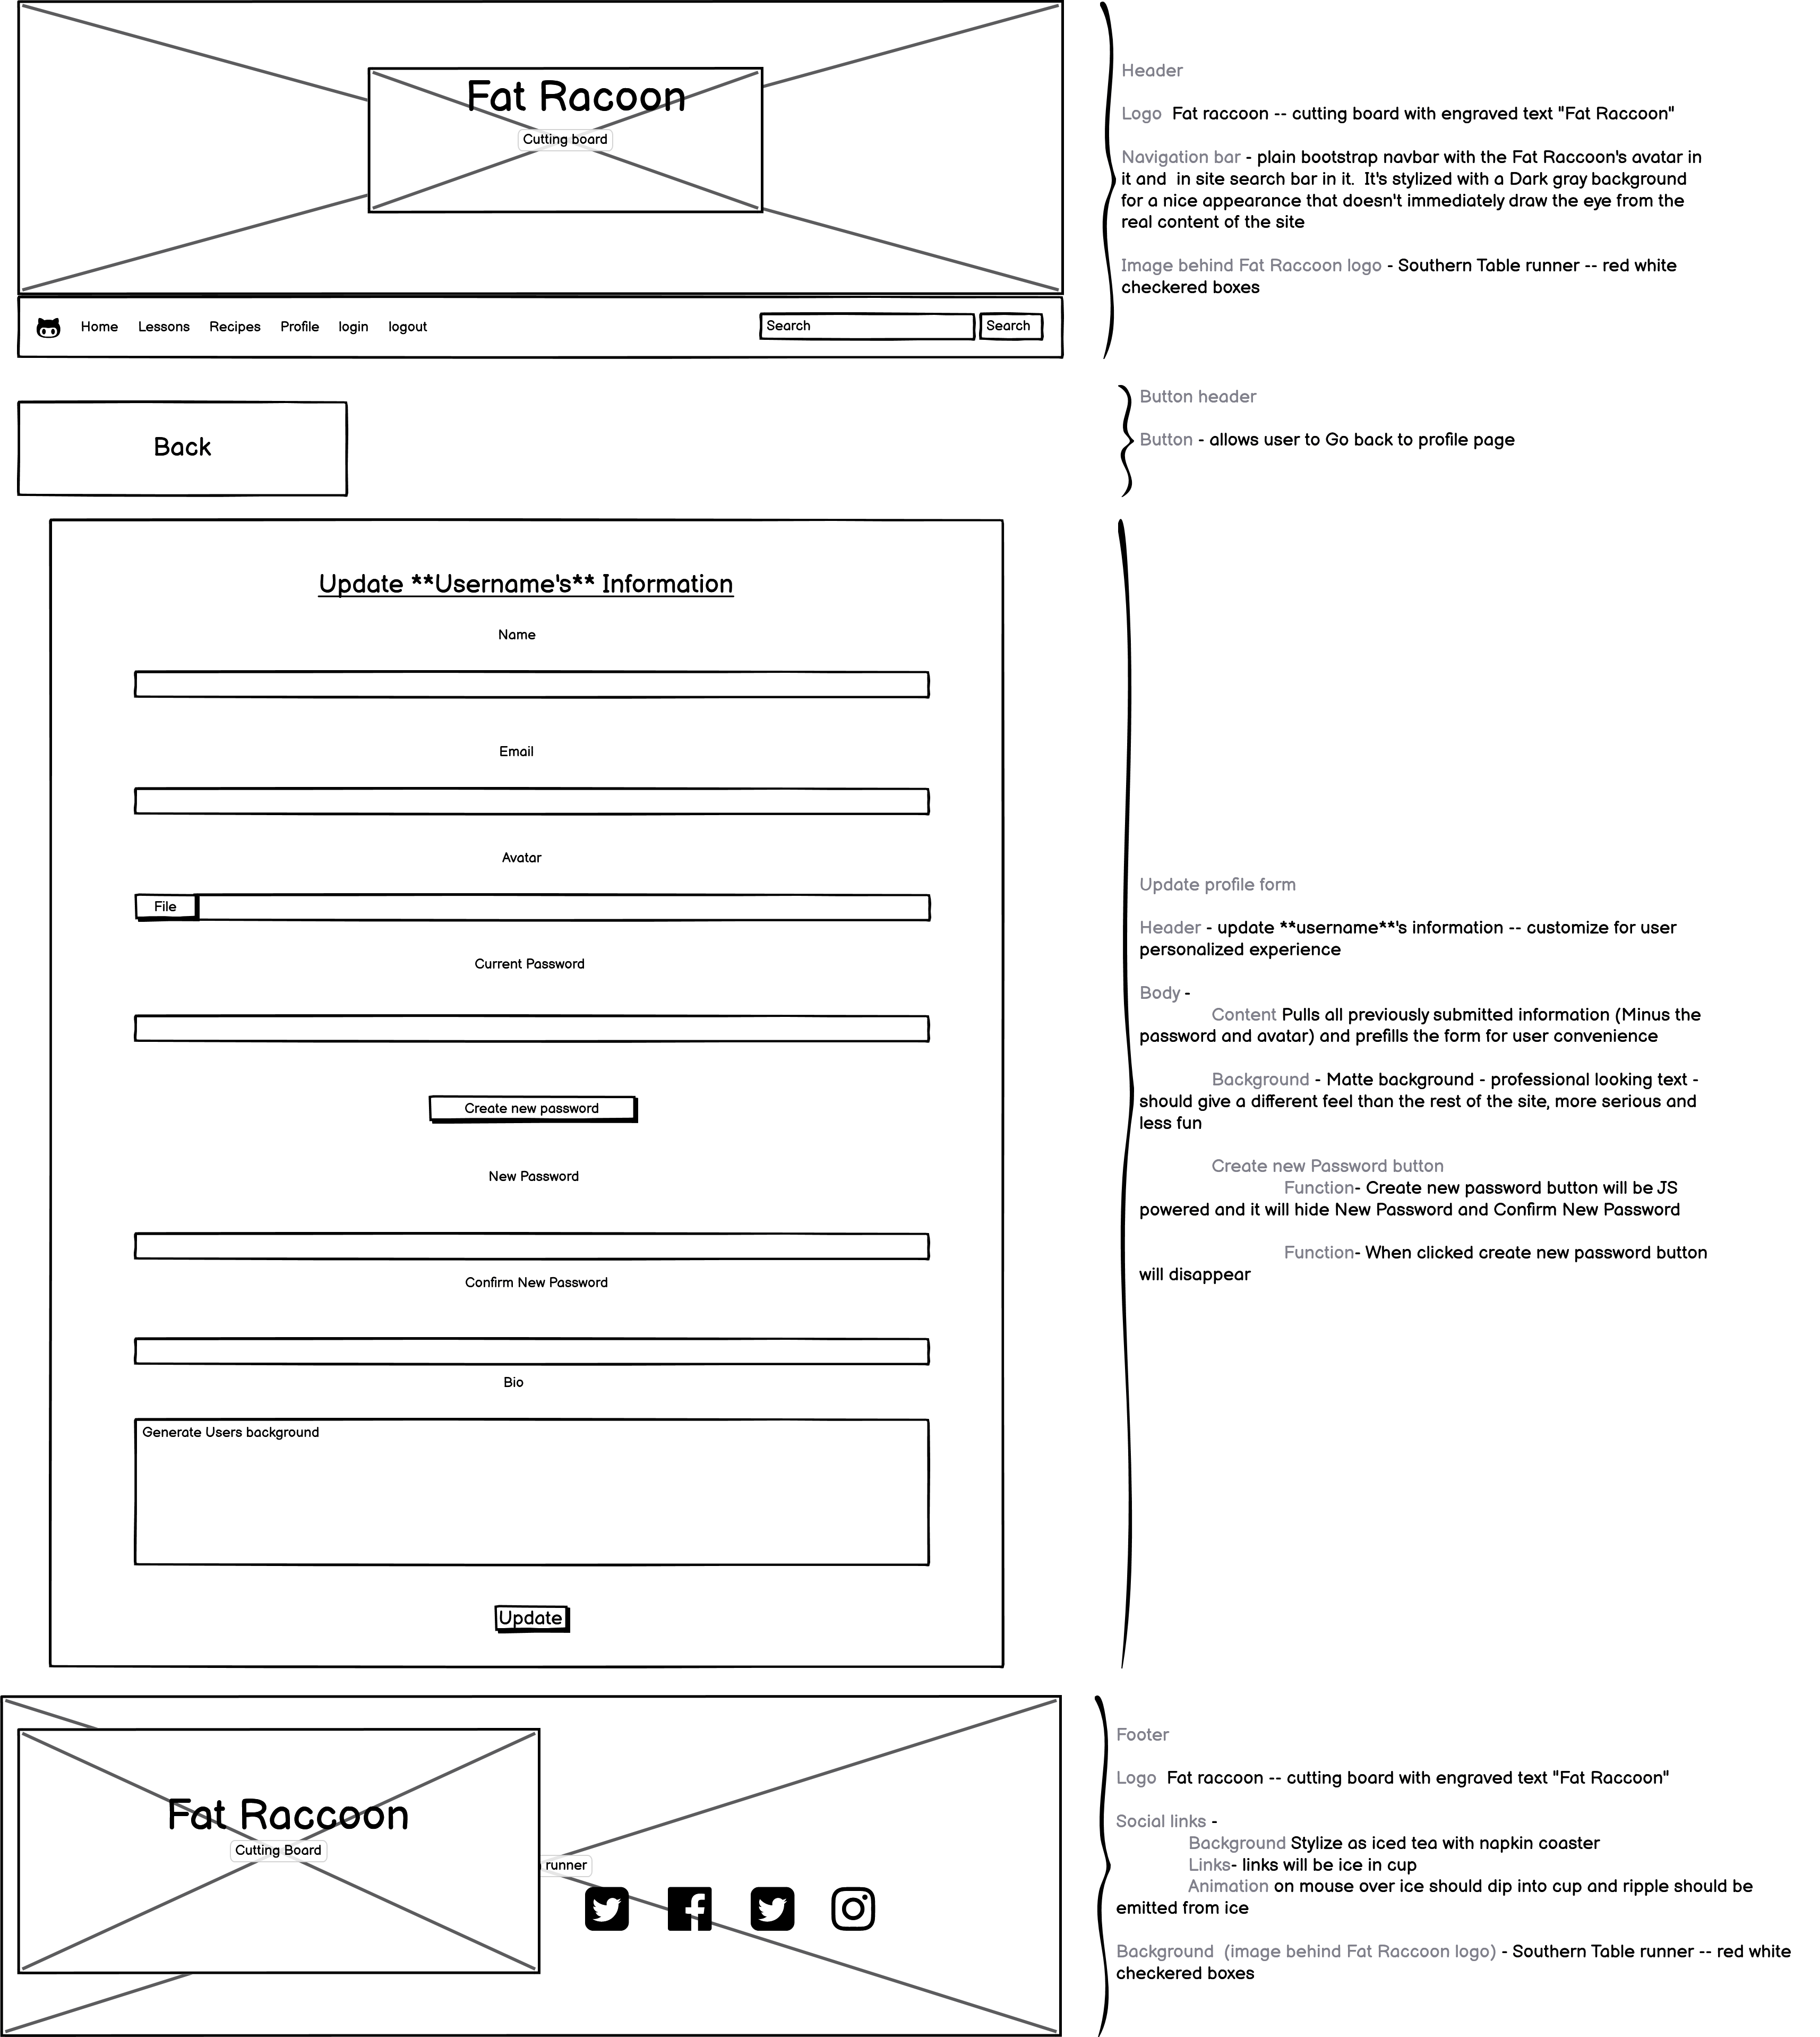 Fat Racoon
Cutting board
Home Lessons Recipes Profile login logout
Search Search
Header
Logo Fat raccoon -- cutting board with engraved text "Fat Raccoon"
Navigation bar - plain bootstrap navbar with the Fat Raccoon's avatar in
it and in site search bar in it. It's stylized with a Dark gray background
for a nice appearance that doesn't immediately draw the eye from the
real content of the site
Image behind Fat Raccoon logo - Southern Table runner -- red white
checkered boxes
Back
Button header
Button - allows user to Go back to profile page
Update **Username's** Information
Name
Email
Avatar
File
Current Password
Create new password
New Password
Confirm New Password
Bio
Generate Users background
Update
Update profile form
Header - update **username**'s information -- customize for user
personalized experience
Body -
Content Pulls all previously submitted information (Minus the
password and avatar) and prefills the form for user convenience
Background - Matte background - professional looking text -
should give a different feel than the rest of the site, more serious and
less fun
Create new Password button
Function- Create new password button will be JS
powered and it will hide New Password and Confirm New Password
Function- When clicked create new password button
will disappear
Fat Raccoon
Cutting Board
runner
Footer
Logo Fat raccoon -- cutting board with engraved text "Fat Raccoon"
Social links -
Background Stylize as iced tea with napkin coaster
Links- links will be ice in cup
Animation on mouse over ice should dip into cup and ripple should be
emitted from ice
Background (image behind Fat Raccoon logo) - Southern Table runner -- red white
checkered boxes